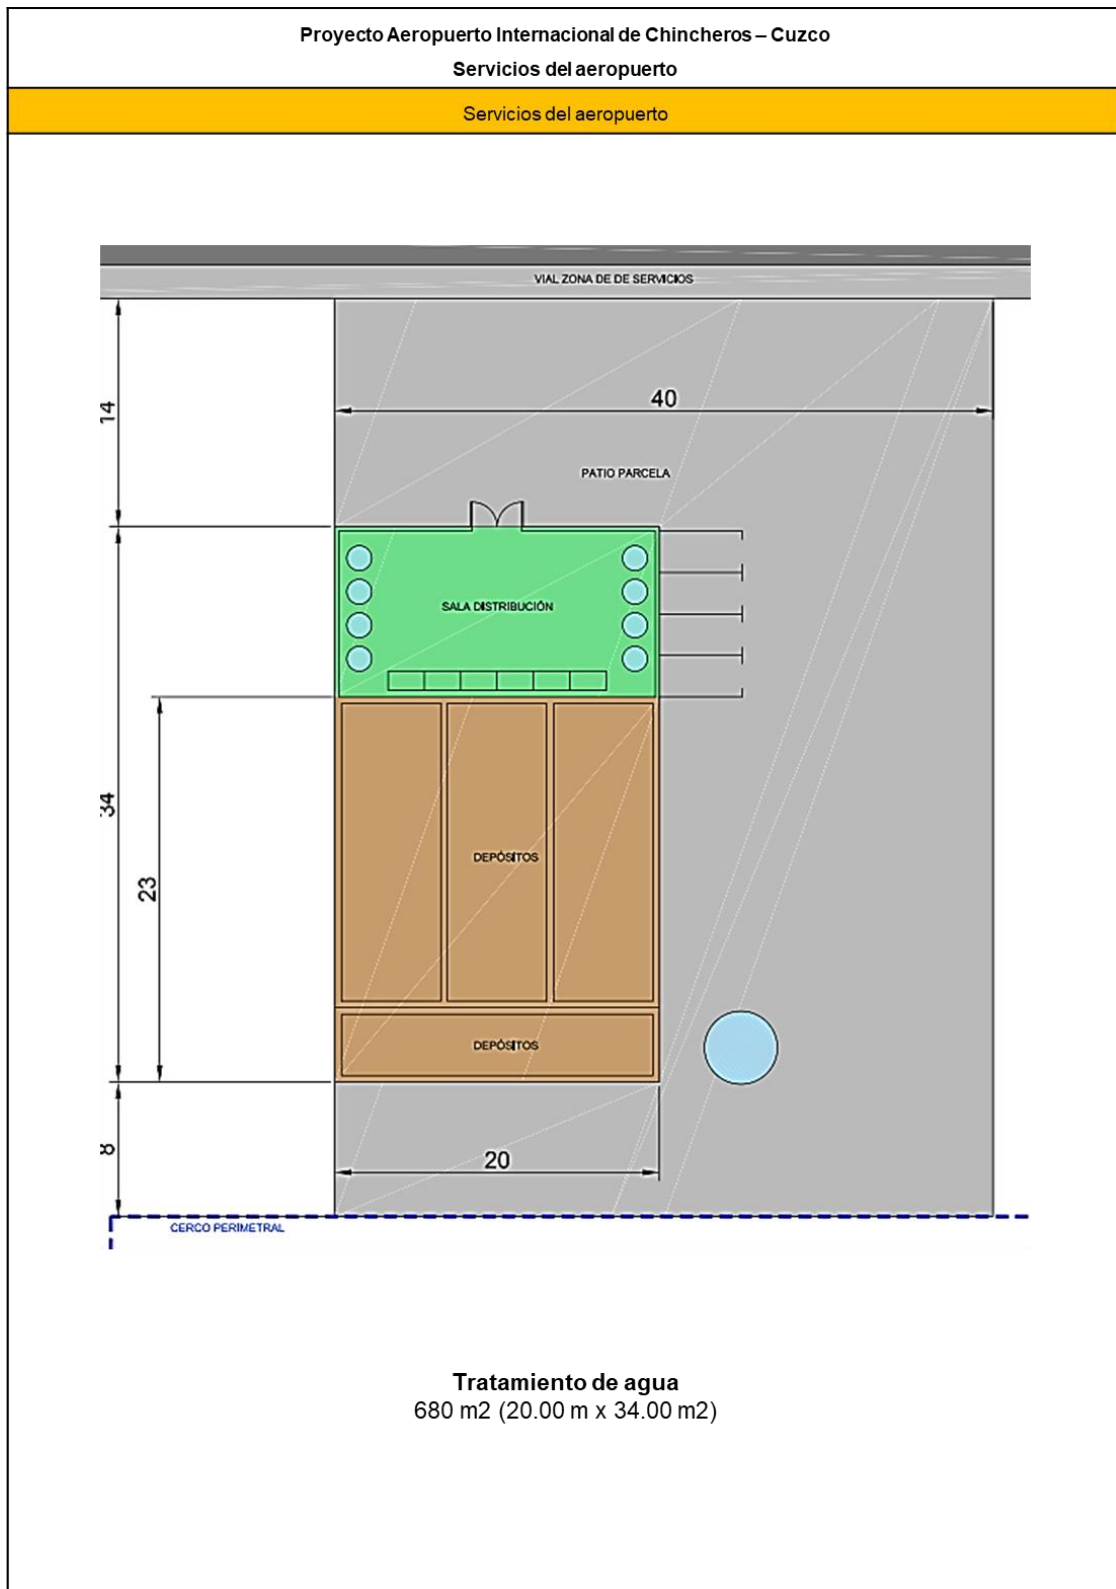 Proyecto Aeropuerto Internacional de Chincheros – Cuzco
Servicios del aeropuerto
Servicios del aeropuerto
VIAL ZONA DE DE SERVICIOS
14
40
PATIO PARCELA
SALA DISTRIBUCIÓN
34
23
DEPÓSITOS
DEPÓSITOS
8
20
CERCO PERIMETRAL
Tratamiento de agua
680 m2 (20.00 m x 34.00 m2)